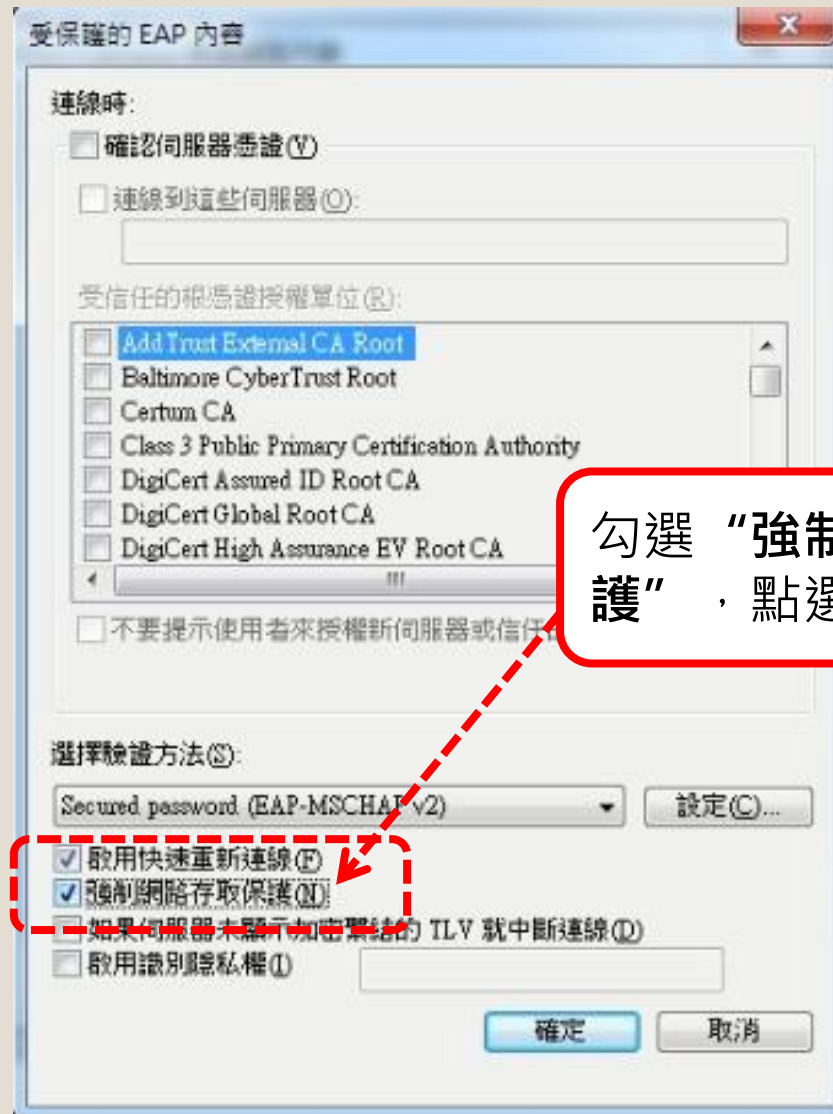 受保護的 EAP 內容
連線時:
確認伺服器憑證(V)
連線到這些伺服器(O):
受信任的根憑證授權單位(R):
AddTrust External CA Root
Baltimore CyberTrust Root
Certum CA
Class 3 Public Primary Certification Authority
DigiCert Assured ID Root CA
DigiCert Global Root CA
DigiCert High Assurance EV Root CA
勾選 “強制
護” ，點選
不要提示使用者來授權新伺服器或信任
選擇驗證方法(S):
Secured password (EAP-MSCHAP v2)
設定(C)...
啟用快速重新連線(F)
強制網路存取保護(N)
如果伺服器未顯示加密繫結的 TLV 就中斷連線(D)
啟用識別隱私權(I)
確定
取消